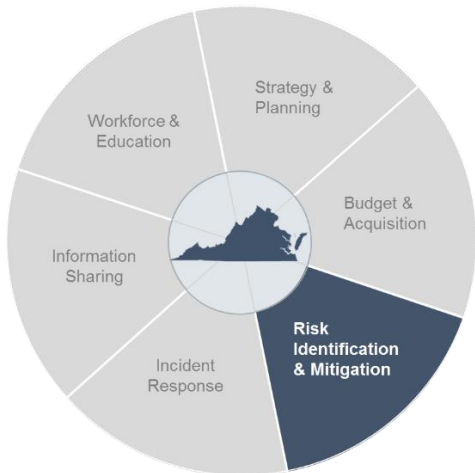 Strategy &
Planning
Budget &
Acquisition
Risk
Identification
& Mitigation
Incident
Response
Information
Sharing
Workforce &
Education